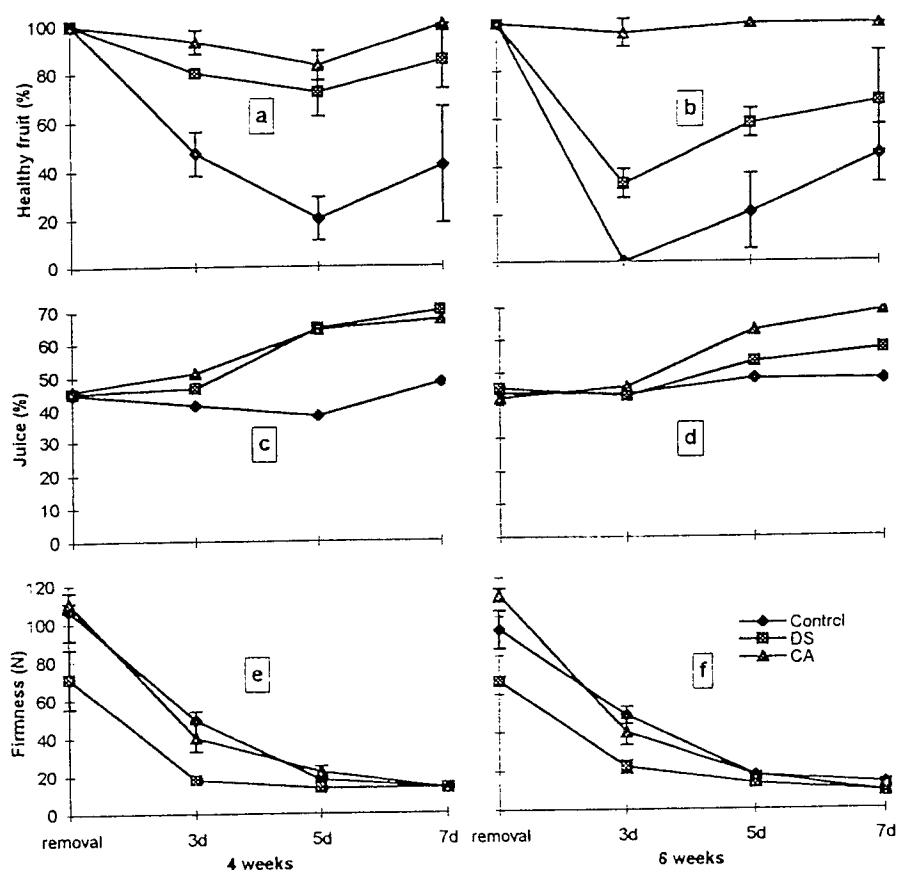 100
80
60
40
20
0
Healthy fruit (%)
a
b
70
60
50
40
30
20
10
0
Juice (%)
c
d
120
100
80
60
40
20
0
Firmness (N)
e
f
Control
DS
CA
removal 3d 5d 7d
4 weeks
removal 3d 5d 7d
6 weeks